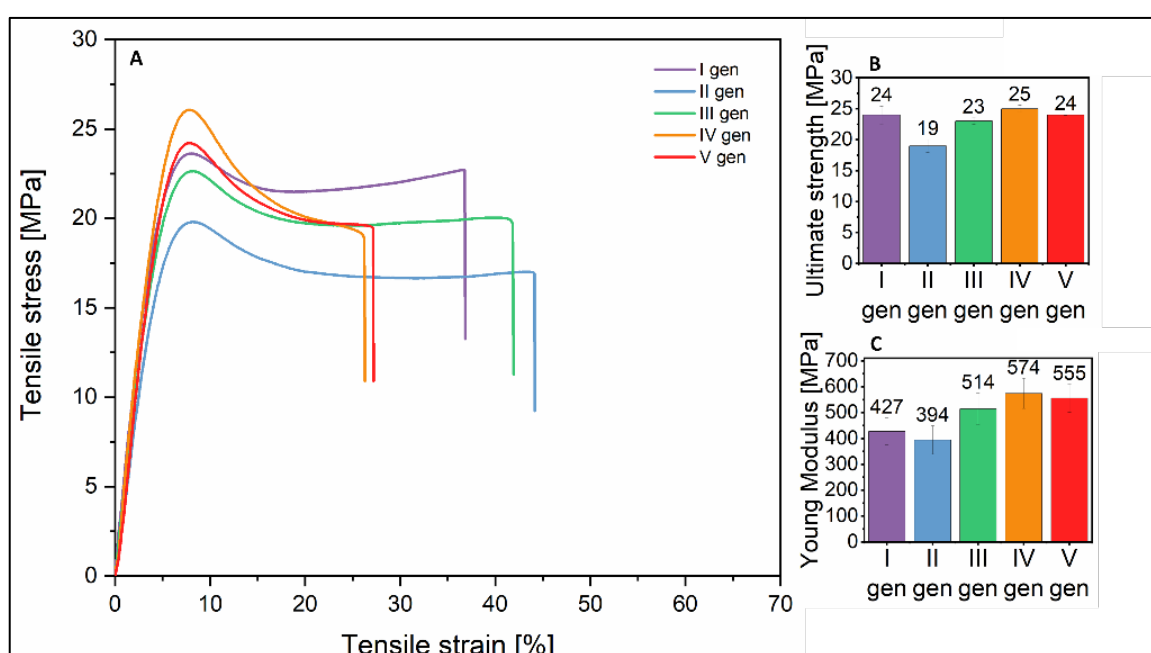 A
30
25
20
15
10
5
0
0 10 20 30 40 50 60 70
Tensile stress [MPa]
Tensile strain [%]
I gen
II gen
III gen
IV gen
V gen
B
Ultimate strength [MPa]
30
25
20
15
10
5
0
24 19 23 25 24
I II III IV V
gen gen gen gen gen
C
Young Modulus [MPa]
700
600
500
400
300
200
100
0
427 394 514 574 555
I II III IV V
gen gen gen gen gen